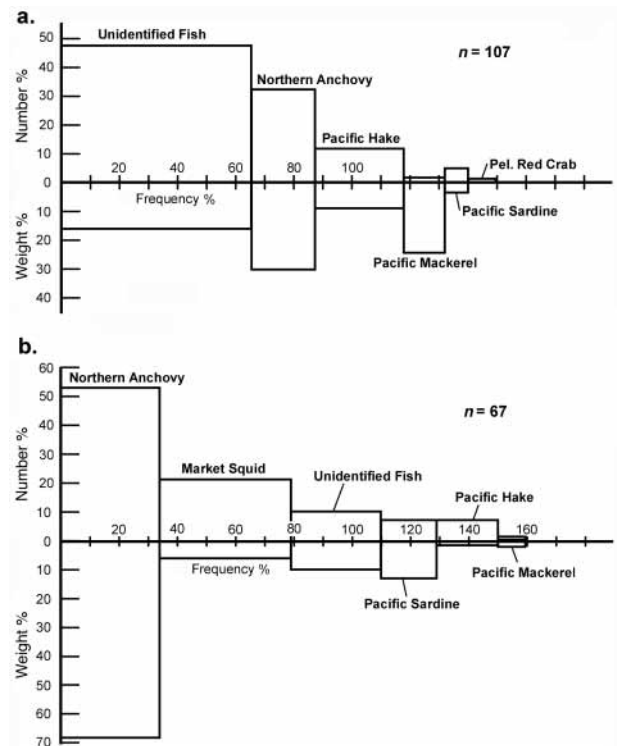 a.
50
Unidentified Fish
40
Northern Anchovy
n = 107
30
Number %
20
Pacific Hake
10
Pel. Red Crab
0
20 40 60 80 100
Frequency %
10
Pacific Sardine
Weight %
20
Pacific Mackerel
30
40
b.
60
Northern Anchovy
50
n = 67
40
Number %
30
Market Squid
Unidentified Fish
20
Pacific Hake
10
20 40 60 80 100 120 140 160
0
Frequency %
Pacific Mackerel
10
Pacific Sardine
20
30
Weight %
40
50
60
70